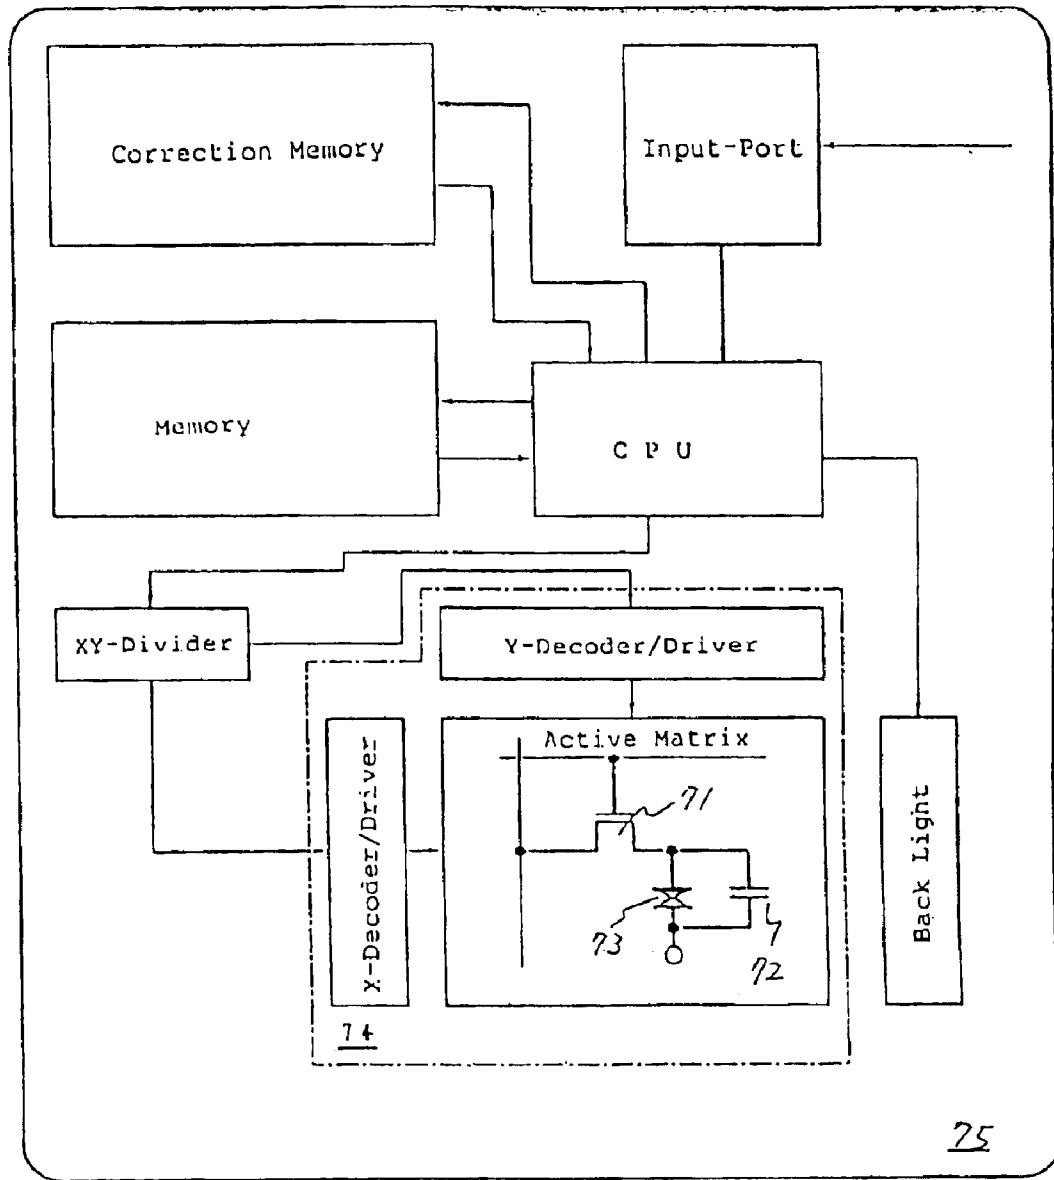 Correction Memory
Input-Port
Memory
C P U
XY-Divider
Y-Decoder/Driver
X-Decoder/Driver
Active Matrix
71
73
72
Back Light
74
75